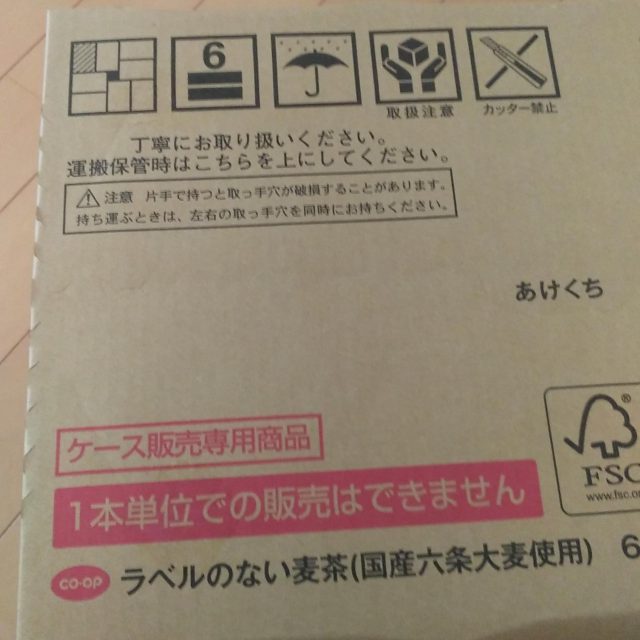 6
取扱注意
カッター禁止
丁寧にお取り扱いください。
運搬保管時はこちらを上にしてください。
注意 片手で持つと取っ手穴が破損することがあります。
持ち運ぶときは、左右の取っ手穴を同時にお持ちください。
あけくち
ケース販売専用商品
1本単位での販売はできません
FSC
®
www.fsc.o
co-op ラベルのない麦茶(国産六条大麦使用) 6